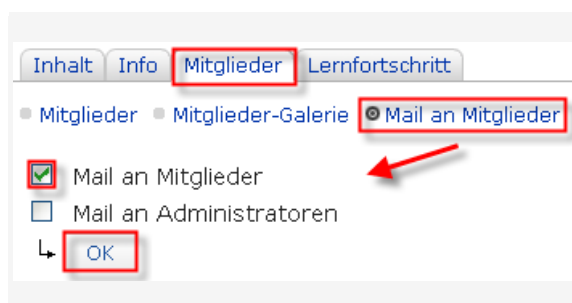 Inhalt Info Mitglieder Lernfortschritt
Mitglieder Mitglieder-Galerie Mail an Mitglieder
Mail an Mitglieder
Mail an Administratoren
OK